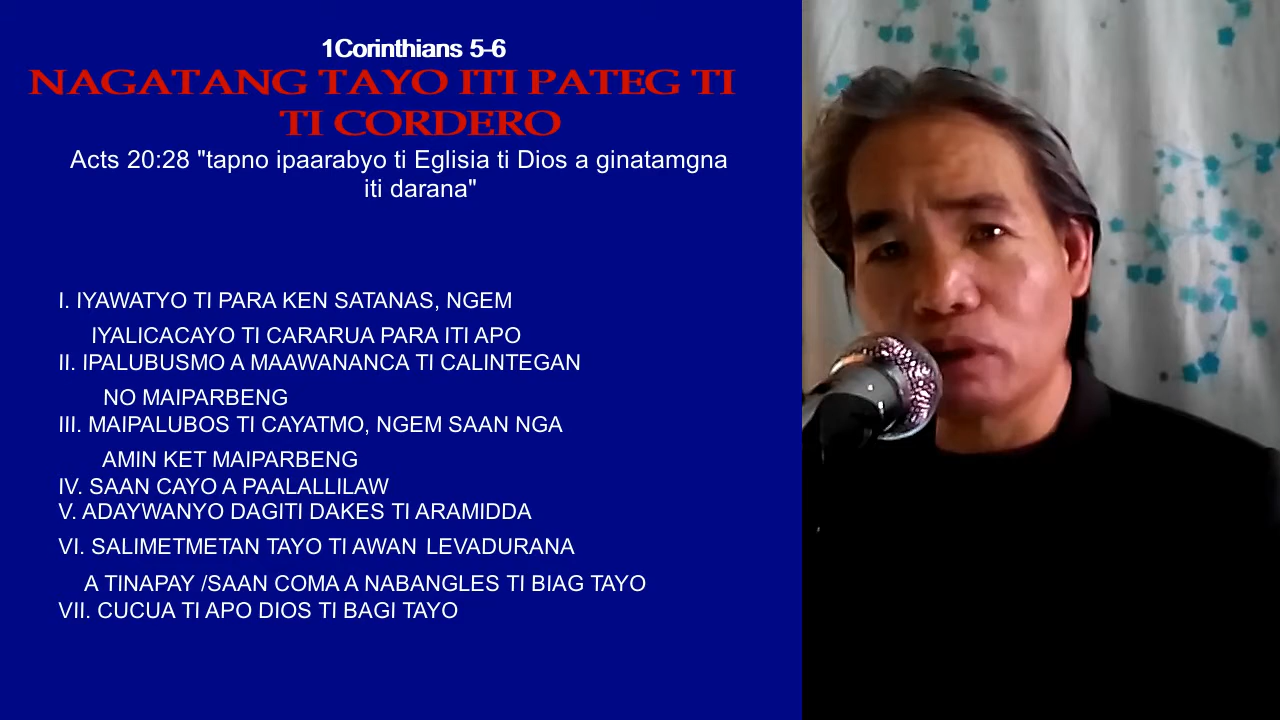 1Corinthians 5-6
NAGATANG TAYO ITI PATEG TI
TI CORDERO
Acts 20:28 "tapno ipaarabyo ti Eglisia ti Dios a ginatamgna
iti darana"
I. IYAWATYO TI PARA KEN SATANAS, NGEM
IYALICACAYO TI CARARUA PARA ITI APO
II. IPALUBUSMO A MAAWANANCA TI CALINTEGAN
NO MAIPARBENG
III. MAIPALUBOS TI CAYATMO, NGEM SAAN NGA
AMIN KET MAIPARBENG
IV. SAAN CAYO A PAALALLILAW
V. ADAYWANYO DAGITI DAKES TI ARAMIDDA
VI. SALIMETMETAN TAYO TI AWAN LEVADURANA
A TINAPAY /SAAN COMA A NABANGLES TI BIAG TAYO
VII. CUCUA TI APO DIOS TI BAGI TAYO